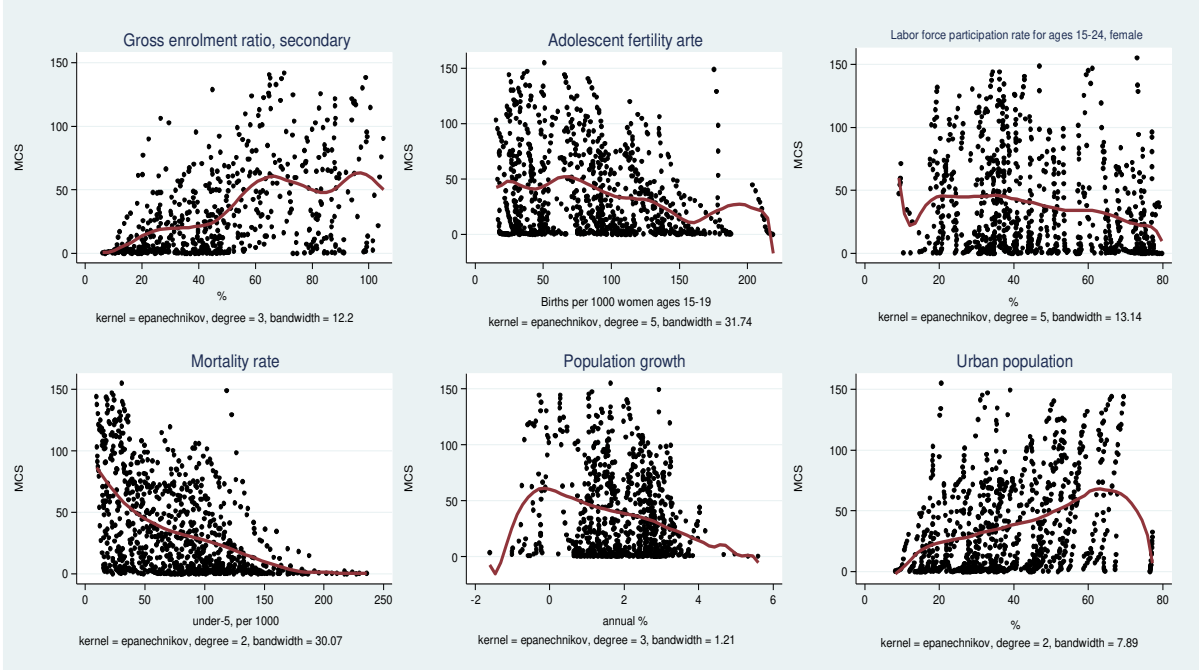 Gross enrolment ratio, secondary
MCS
150
100
50
0
0 20 40 60 80 100
%
kernel = epanechnikov, degree = 3, bandwidth = 12.2
Adolescent fertility arte
MCS
150
100
50
0
0 50 100 150 200
Births per 1000 women ages 15-19
kernel = epanechnikov, degree = 5, bandwidth = 31.74
Labor force participation rate for ages 15-24, female
MCS
150
100
50
0
0 20 40 60 80
%
kernel = epanechnikov, degree = 5, bandwidth = 13.14
Mortality rate
MCS
150
100
50
0
0 50 100 150 200 250
under-5, per 1000
kernel = epanechnikov, degree = 2, bandwidth = 30.07
Population growth
MCS
150
100
50
0
-2 0 2 4 6
annual %
kernel = epanechnikov, degree = 3, bandwidth = 1.21
Urban population
MCS
150
100
50
0
0 20 40 60 80
%
kernel = epanechnikov, degree = 2, bandwidth = 7.89